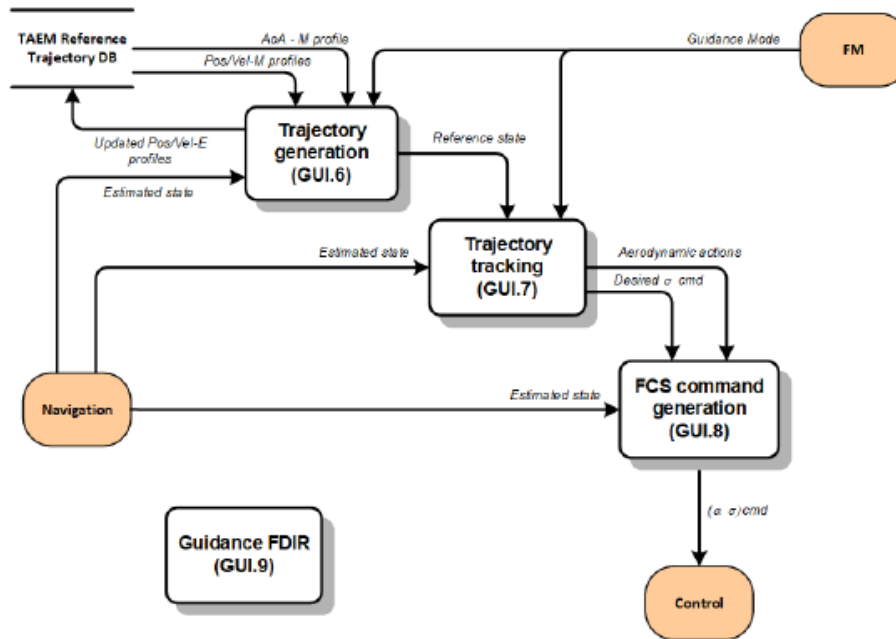 TAEM Reference
Trajectory DB
AoA - M profile
Pos/Vel-M profiles
Guidance Mode
FM
Updated Pos/Vel-E
profiles
Estimated state
Trajectory
generation
(GUI.6)
Reference state
Estimated state
Trajectory
tracking
(GUI.7)
Aerodynamic actions
Desired σ cmd
Navigation
Estimated state
FCS command
generation
(GUI.8)
(α σ)cmd
Guidance FDIR
(GUI.9)
Control